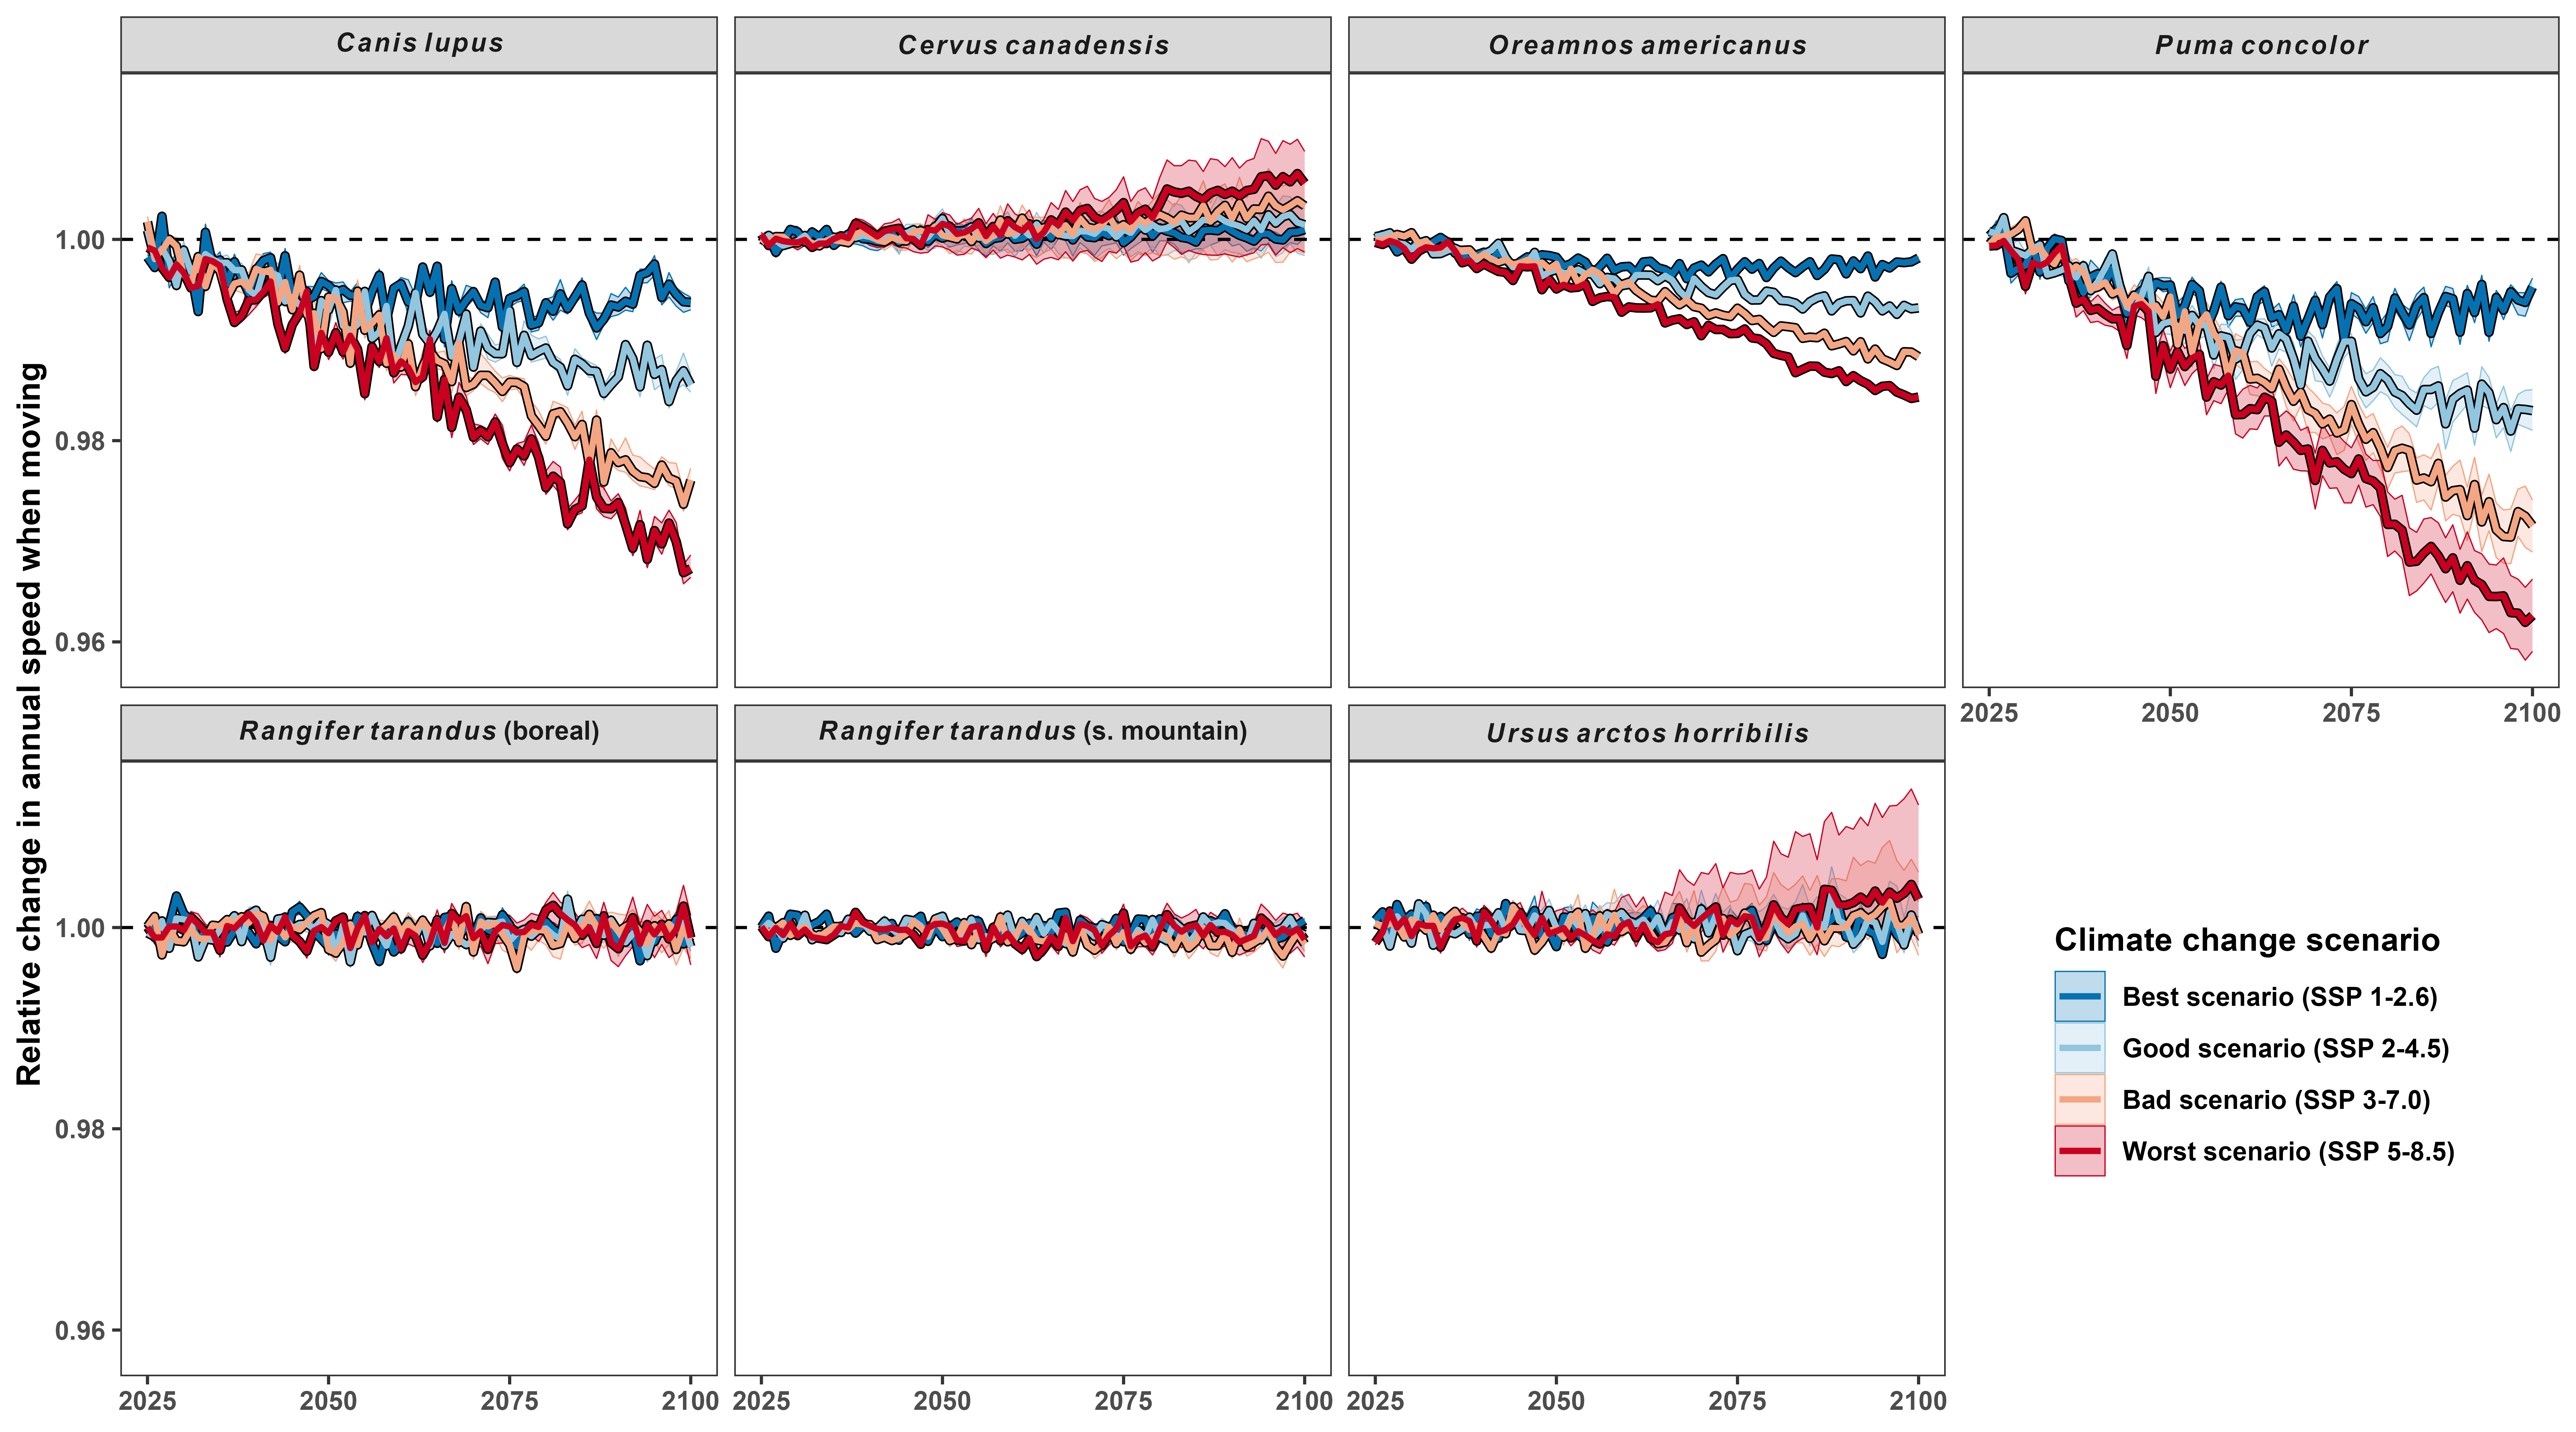 Canis lupus
Cervus canadensis
Oreamnos americanus
Puma concolor
Relative change in annual speed when moving
1.00
0.98
0.96
2025
2050
2075
2100
Rangifer tarandus (boreal)
Rangifer tarandus (s. mountain)
Ursus arctos horribilis
1.00
0.98
0.96
2025
2050
2075
2100
2025
2050
2075
2100
2025
2050
2075
2100
Climate change scenario
Best scenario (SSP 1-2.6)
Good scenario (SSP 2-4.5)
Bad scenario (SSP 3-7.0)
Worst scenario (SSP 5-8.5)